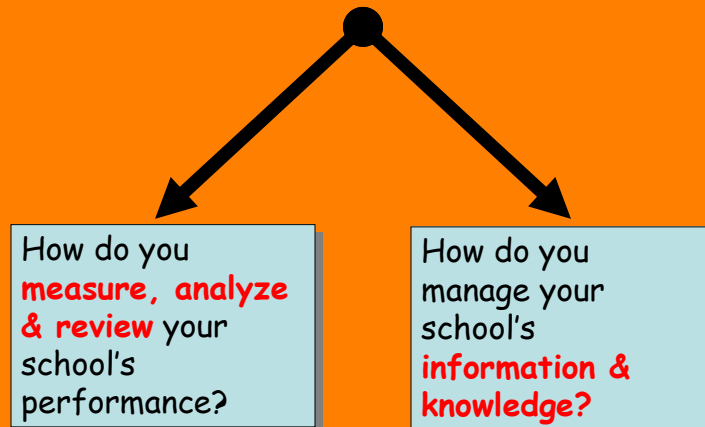 How do you
measure, analyze
& review your
school's
performance?
How do you
manage your
school's
information &
knowledge?